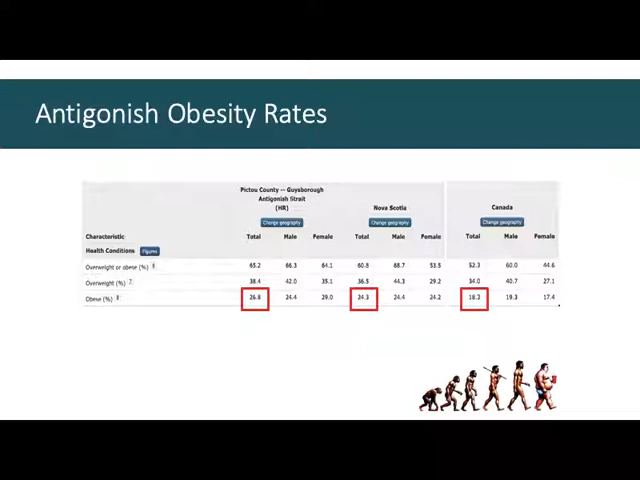 Antigonish Obesity Rates
Pictou County -- Guysborough
Antigonish Strait
(HR)
Nova Scotia
Canada
Change geography Change geography Change geography
Characteristic Total Male Female Total Male Female Total Male Female
Health Conditions Figures
Overweight or obese (%) 65.2 66.3 64.1 60.8 68.7 53.5 52.3 60.0 44.6
Overweight (%) 7 38.4 42.0 35.1 36.5 44.3 29.2 34.0 40.7 27.1
Obese (%) 8 26.8 24.4 29.0 24.3 24.4 24.2 18.3 19.3 17.4